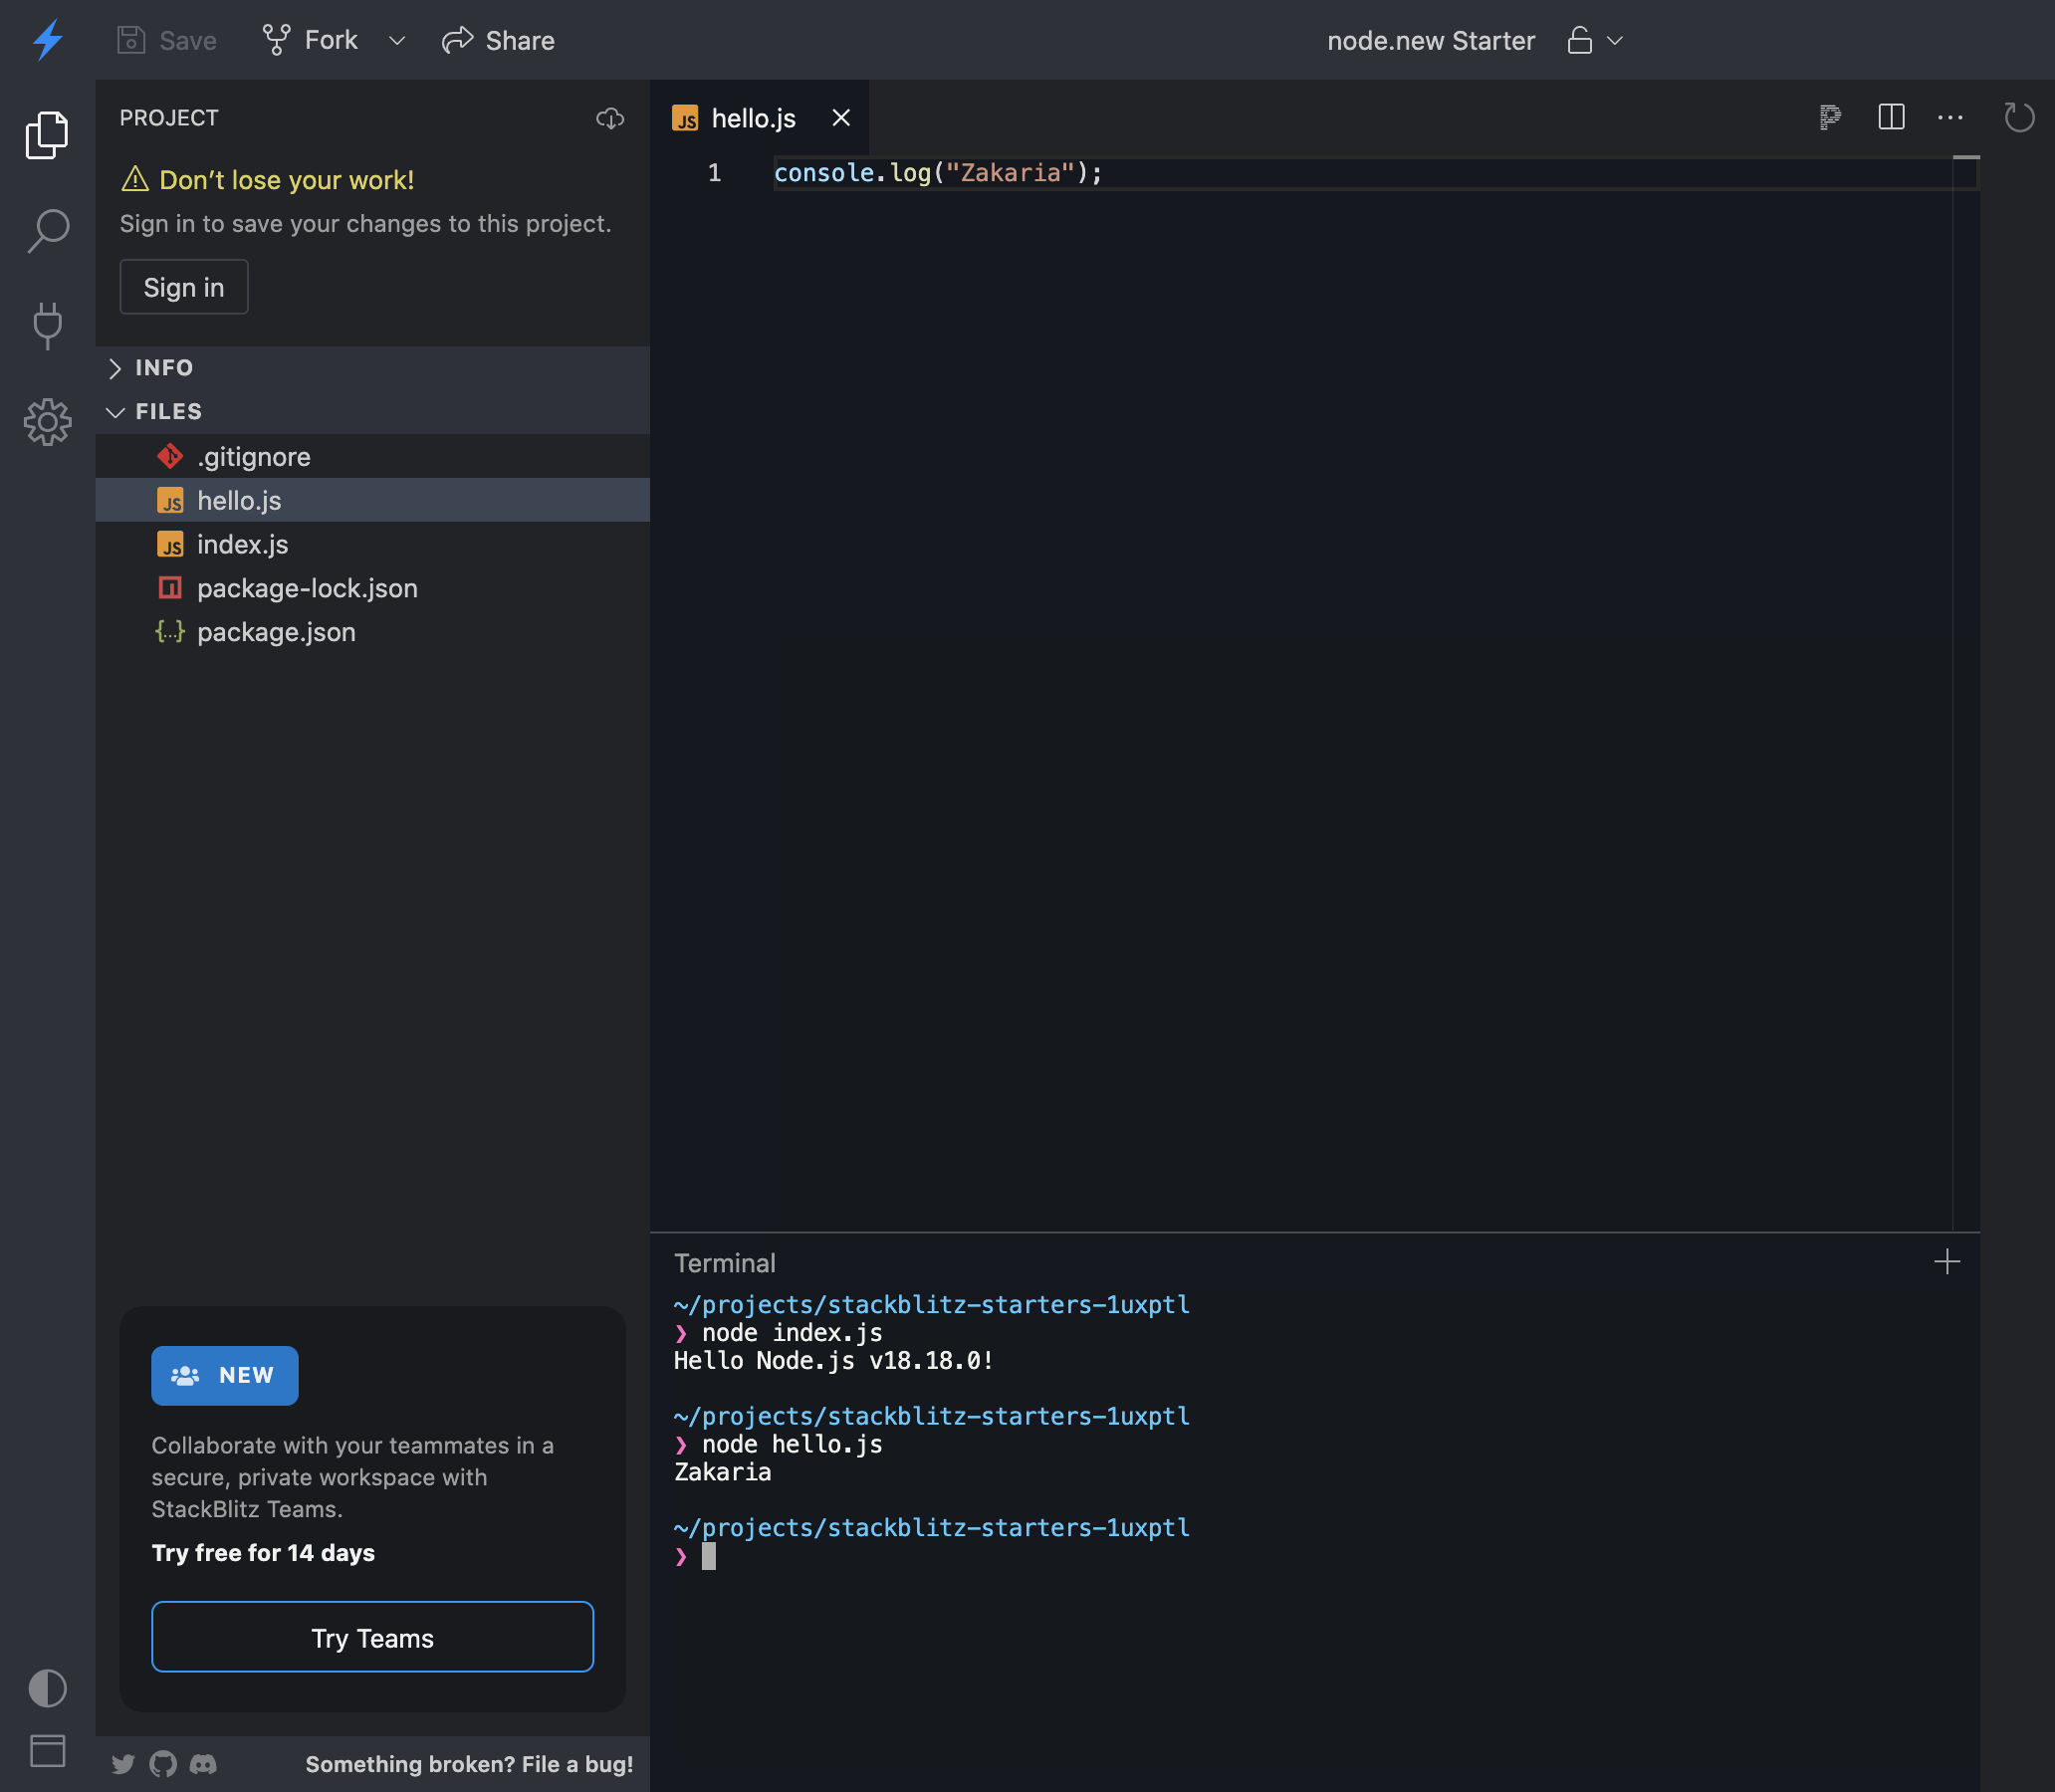 Save Fork Share node.new Starter
PROJECT
Don’t lose your work!
Sign in to save your changes to this project.
Sign in
INFO
FILES
.gitignore
JS hello.js
JS index.js
package-lock.json
{...} package.json
NEW
Collaborate with your teammates in a
secure, private workspace with
StackBlitz Teams.
Try free for 14 days
Try Teams
Something broken? File a bug!
JS hello.js
1 console.log("Zakaria");
Terminal
~/projects/stackblitz-starters-1uxptl
❯ node index.js
Hello Node.js v18.18.0!
~/projects/stackblitz-starters-1uxptl
❯ node hello.js
Zakaria
~/projects/stackblitz-starters-1uxptl
❯